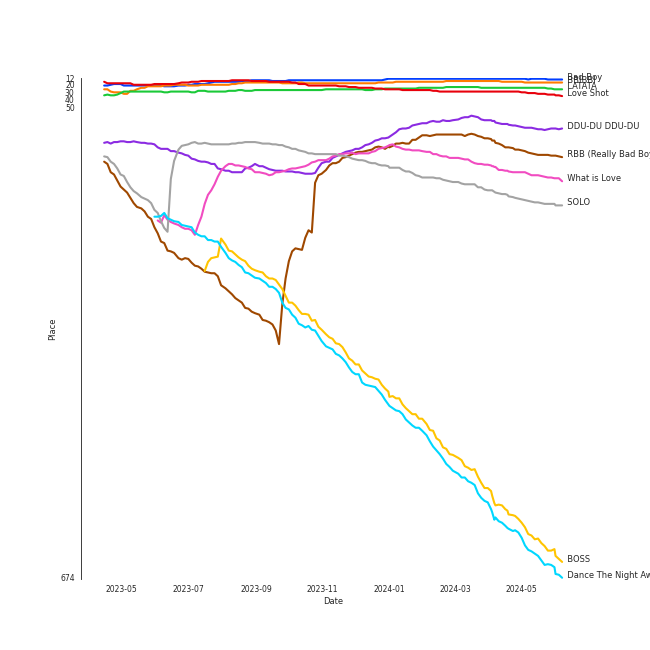 12
20
30
40
50
674
Place
Bad Boy
LATATA
Love Shot
DDU-DU DDU-DU
RBB (Really Bad Boy
What is Love
SOLO
BOSS
Dance The Night Aw
2023-05
2023-07
2023-09
2023-11
2024-01
2024-03
2024-05
Date